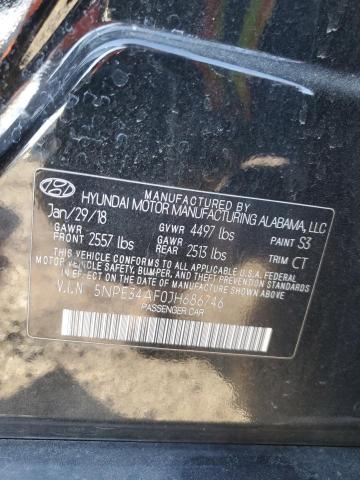 MANUFACTURED BY
HYUNDAI MOTOR MANUFACTURING ALABAMA, LLC
Jan/29/18
GVWR 4497 lbs
PAINT S3
GAWR FRONT 2557 lbs
GAWR REAR 2513 lbs
TRIM CT
THIS VEHICLE CONFORMS TO ALL APPLICABLE U.S.A. FEDERAL
MOTOR VEHICLE SAFETY, BUMPER, AND THEFT PREVENTION STANDARDS
IN EFFECT ON THE DATE OF MANUFACTURE SHOWN ABOVE.
V.I.N 5NPE34AF0JH686746
PASSENGER CAR